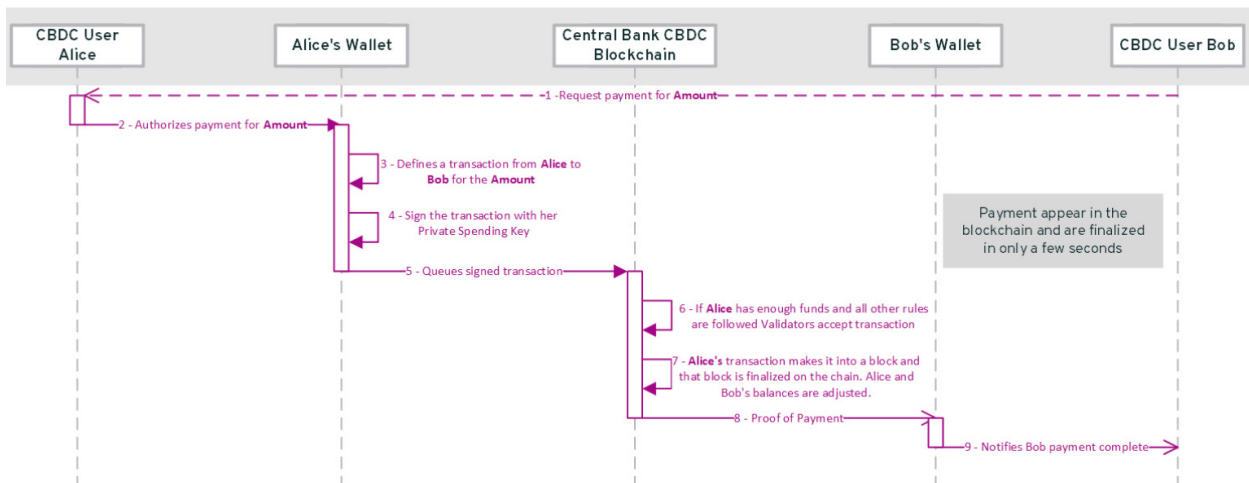 CBDC User
Alice
Alice's Wallet
Central Bank CBDC
Blockchain
Bob's Wallet
CBDC User Bob
1 -Request payment for Amount
2 - Authorizes payment for Amount
3 - Defines a transaction from Alice to
Bob for the Amount
4 - Sign the transaction with her
Private Spending Key
Payment appear in the
blockchain and are finalized
in only a few seconds
5 - Queues signed transaction
6 - If Alice has enough funds and all other rules
are followed Validators accept transaction
7 - Alice's transaction makes it into a block and
that block is finalized on the chain. Alice and
Bob's balances are adjusted.
8 - Proof of Payment
9 - Notifies Bob payment complete